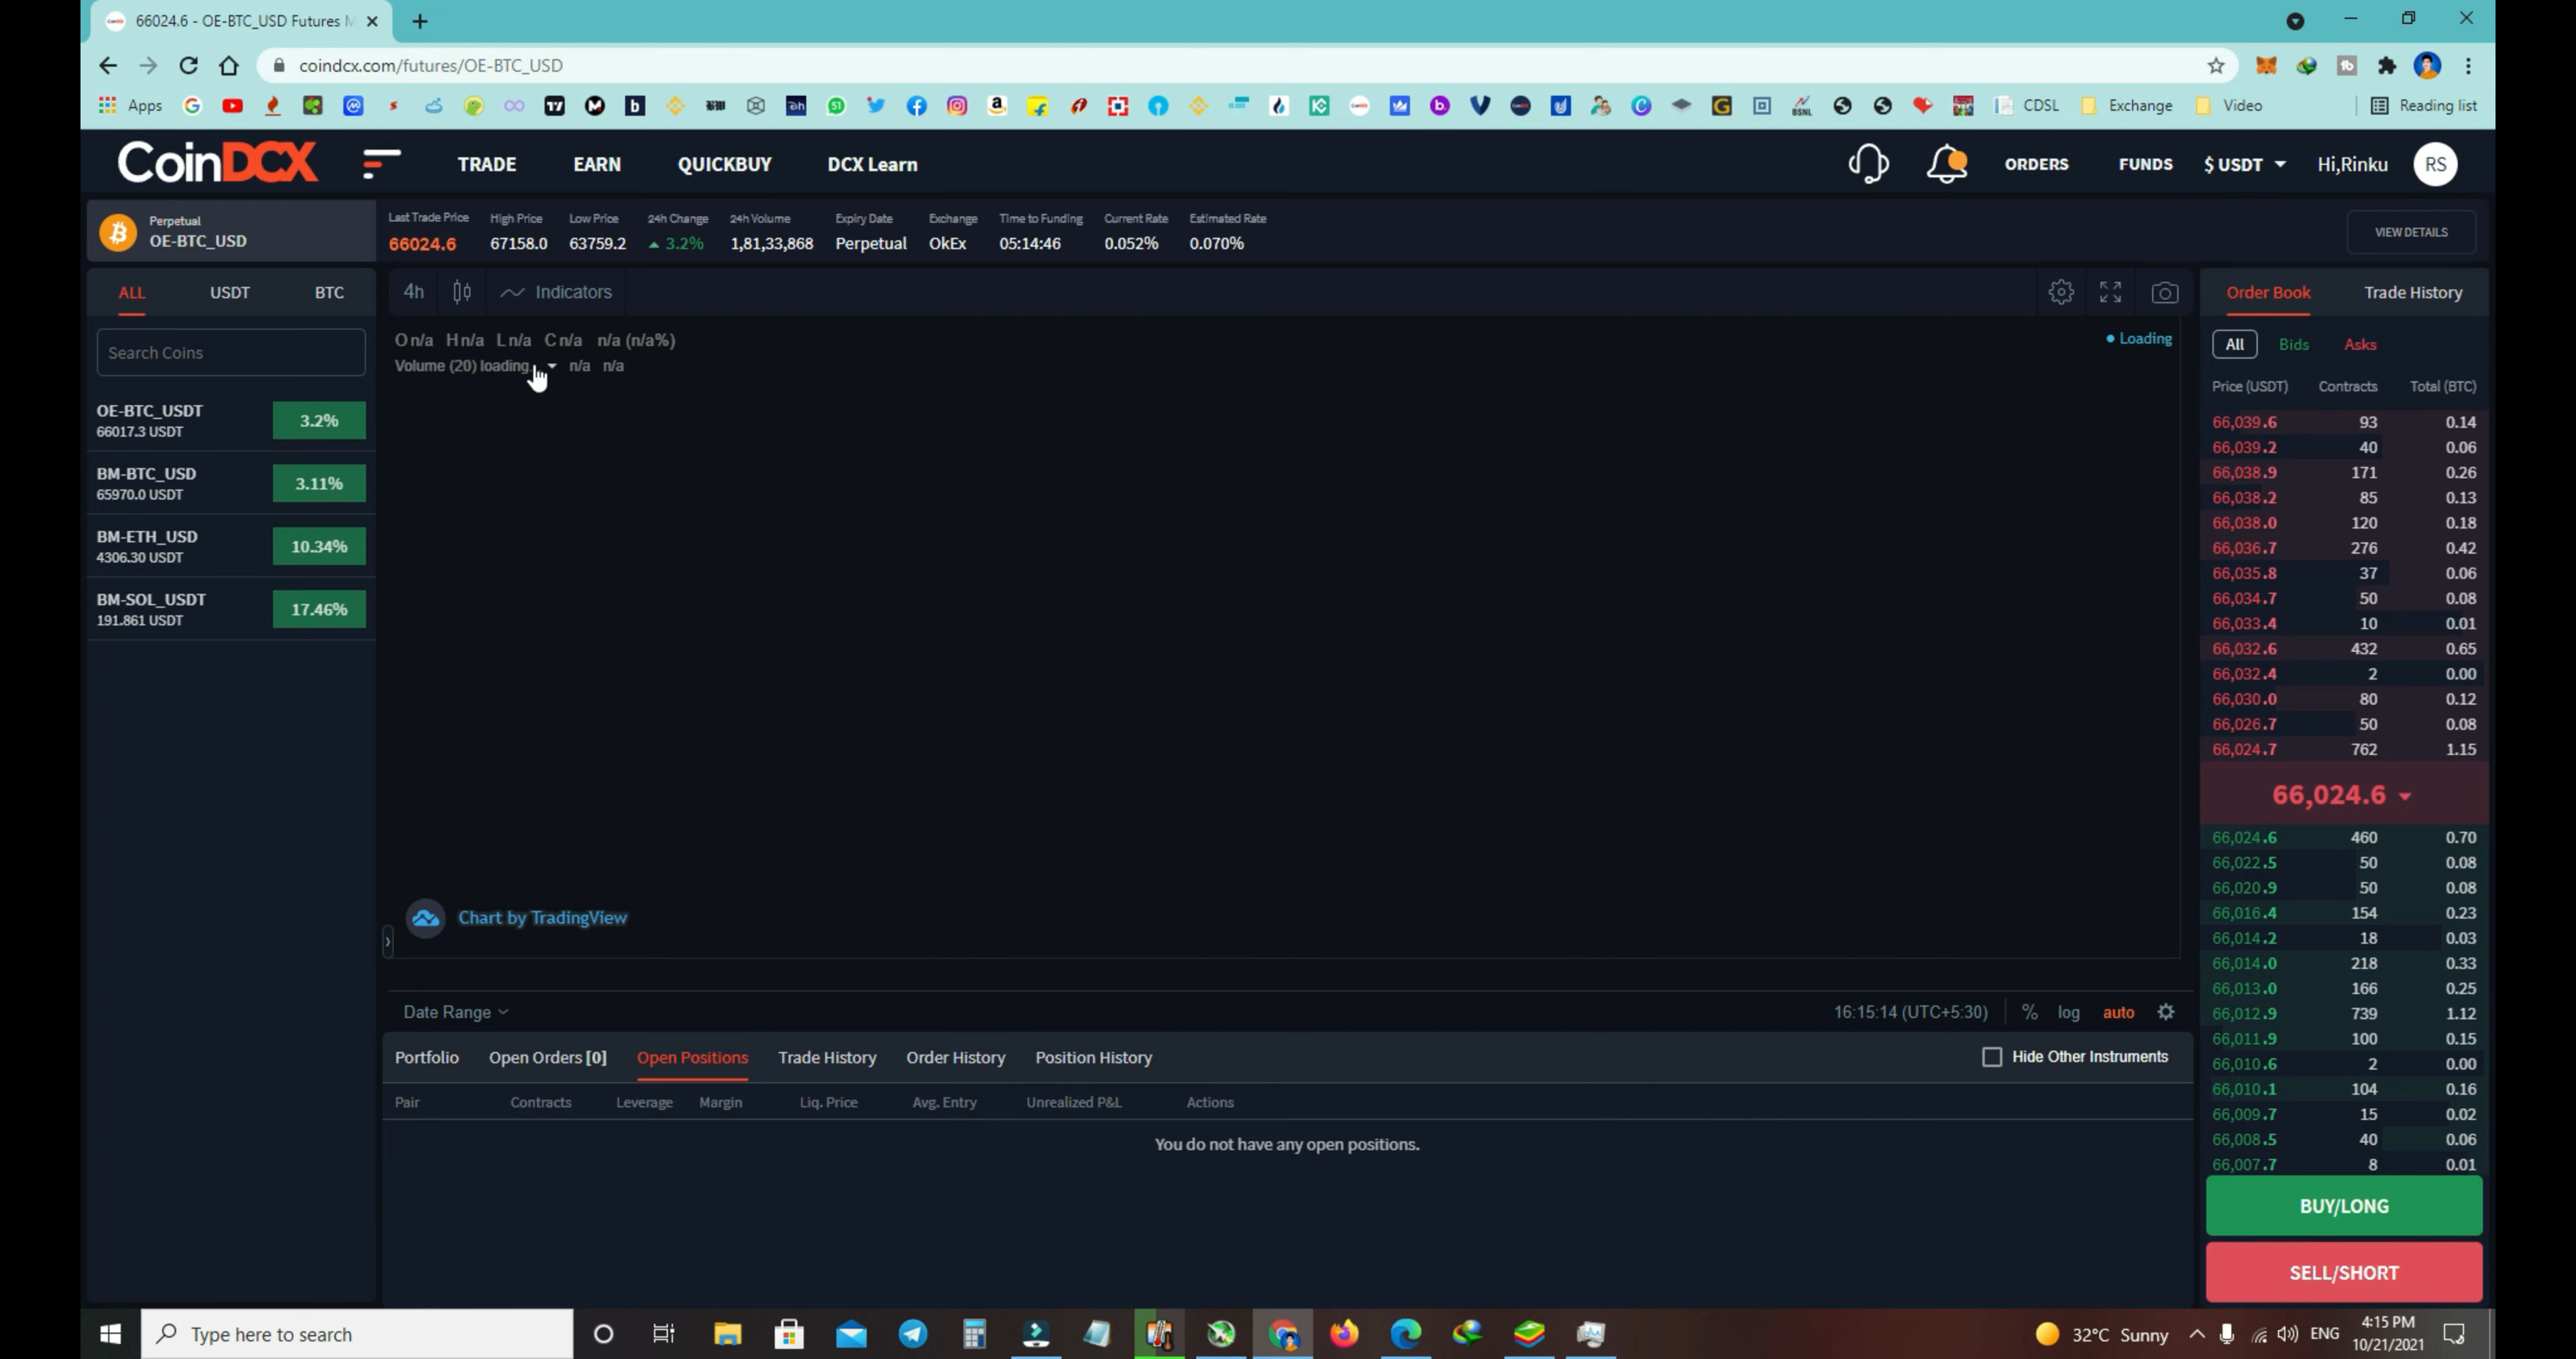 66024.6 - OE-BTC_USD Futures M
coindcx.com/futures/OE-BTC_USD
Apps
CDSL
Exchange
Video
Reading list
CoinDCX
TRADE
EARN
QUICKBUY
DCX Learn
ORDERS
FUNDS
$ USDT
Hi,Rinku
RS
Perpetual
OE-BTC_USD
Last Trade Price High Price Low Price 24h Change 24h Volume Expiry Date Exchange Time to Funding Current Rate Estimated Rate
66024.6 67158.0 63759.2 3.2% 1,81,33,868 Perpetual OkEx 05:14:46 0.052% 0.070%
VIEW DETAILS
ALL USDT BTC
Search Coins
OE-BTC_USDT
66017.3 USDT
3.2%
BM-BTC_USD
65970.0 USDT
3.11%
BM-ETH_USD
4306.30 USDT
10.34%
BM-SOL_USDT
191.861 USDT
17.46%
4h Indicators
O n/a H n/a L n/a C n/a n/a (n/a%)
Volume (20) loading n/a n/a
Loading
Chart by TradingView
Date Range
16:15:14 (UTC+5:30) % log auto
Portfolio Open Orders [0] Open Positions Trade History Order History Position History
Hide Other Instruments
Pair Contracts Leverage Margin Liq. Price Avg. Entry Unrealized P&L Actions
You do not have any open positions.
Order Book Trade History
All Bids Asks
Price (USDT) Contracts Total (BTC)
66,039.6 93 0.14
66,039.2 40 0.06
66,038.9 171 0.26
66,038.2 85 0.13
66,038.0 120 0.18
66,036.7 276 0.42
66,035.8 37 0.06
66,034.7 50 0.08
66,033.4 10 0.01
66,032.6 432 0.65
66,032.4 2 0.00
66,030.0 80 0.12
66,026.7 50 0.08
66,024.7 762 1.15
66,024.6
66,024.6 460 0.70
66,022.5 50 0.08
66,020.9 50 0.08
66,016.4 154 0.23
66,014.2 18 0.03
66,014.0 218 0.33
66,013.0 166 0.25
66,012.9 739 1.12
66,011.9 100 0.15
66,010.6 2 0.00
66,010.1 104 0.16
66,009.7 15 0.02
66,008.5 40 0.06
66,007.7 8 0.01
BUY/LONG
SELL/SHORT
Type here to search
32°C Sunny
ENG
4:15 PM
10/21/2021